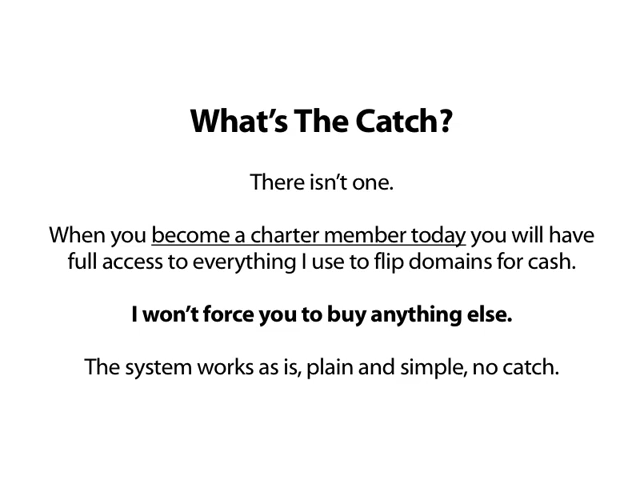 What’s The Catch?
There isn’t one.
When you become a charter member today you will have
full access to everything I use to flip domains for cash.
I won’t force you to buy anything else.
The system works as is, plain and simple, no catch.